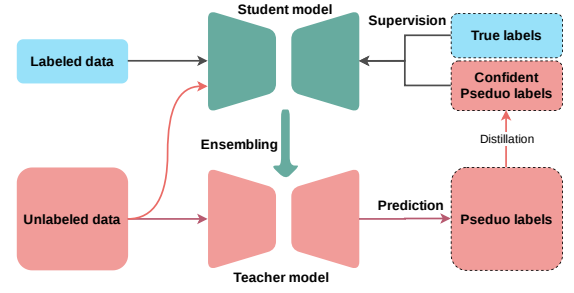 Student model
Supervision
True labels
Labeled data
Confident
Pseduo labels
Ensembling
Distillation
Unlabeled data
Prediction
Pseduo labels
Teacher model